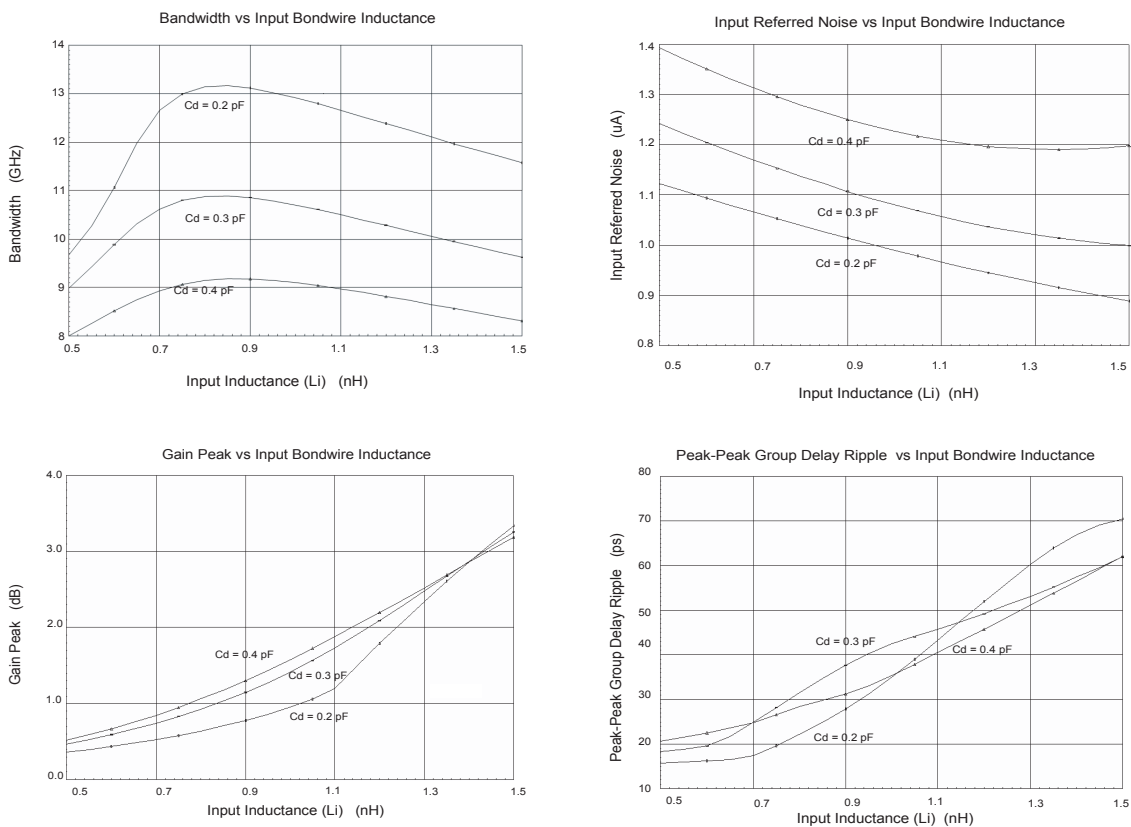 Bandwidth vs Input Bondwire Inductance
14
13
12
11
10
9
8
Bandwidth (GHz)
Cd = 0.2 pF
Cd = 0.3 pF
Cd = 0.4 pF
0.5 0.7 0.9 1.1 1.3 1.5
Input Inductance (Li) (nH)
Input Referred Noise vs Input Bondwire Inductance
1.4
1.3
1.2
1.1
1.0
0.9
0.8
Input Referred Noise (uA)
Cd = 0.4 pF
Cd = 0.3 pF
Cd = 0.2 pF
0.5 0.7 0.9 1.1 1.3 1.5
Input Inductance (Li) (nH)
Gain Peak vs Input Bondwire Inductance
4.0
3.0
2.0
1.0
0.0
Gain Peak (dB)
Cd = 0.4 pF
Cd = 0.3 pF
Cd = 0.2 pF
0.5 0.7 0.9 1.1 1.3 1.5
Input Inductance (Li) (nH)
Peak-Peak Group Delay Ripple vs Input Bondwire Inductance
80
70
60
50
40
30
20
10
Peak-Peak Group Delay Ripple (ps)
Cd = 0.3 pF
Cd = 0.4 pF
Cd = 0.2 pF
0.5 0.7 0.9 1.1 1.3 1.5
Input Inductance (Li) (nH)